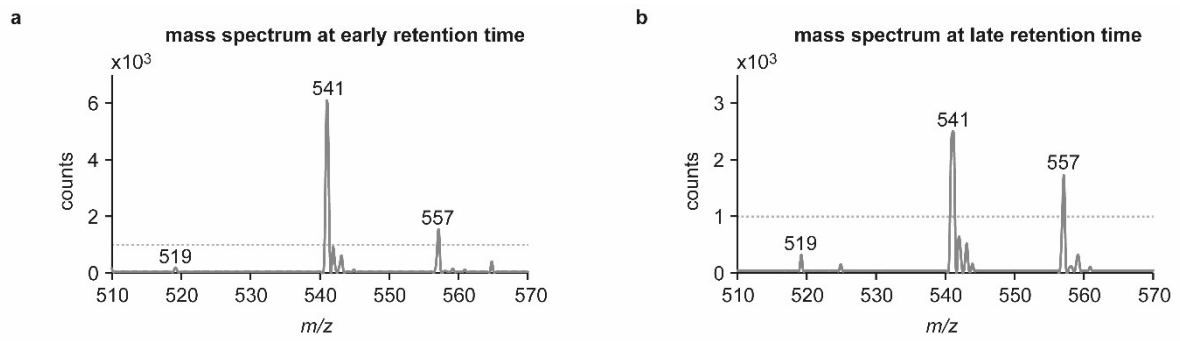 a
mass spectrum at early retention time
x10³
6
4
2
0
counts
541
557
519
510 520 530 540 550 560 570
m/z
b
mass spectrum at late retention time
x10³
3
2
1
0
counts
541
557
519
510 520 530 540 550 560 570
m/z